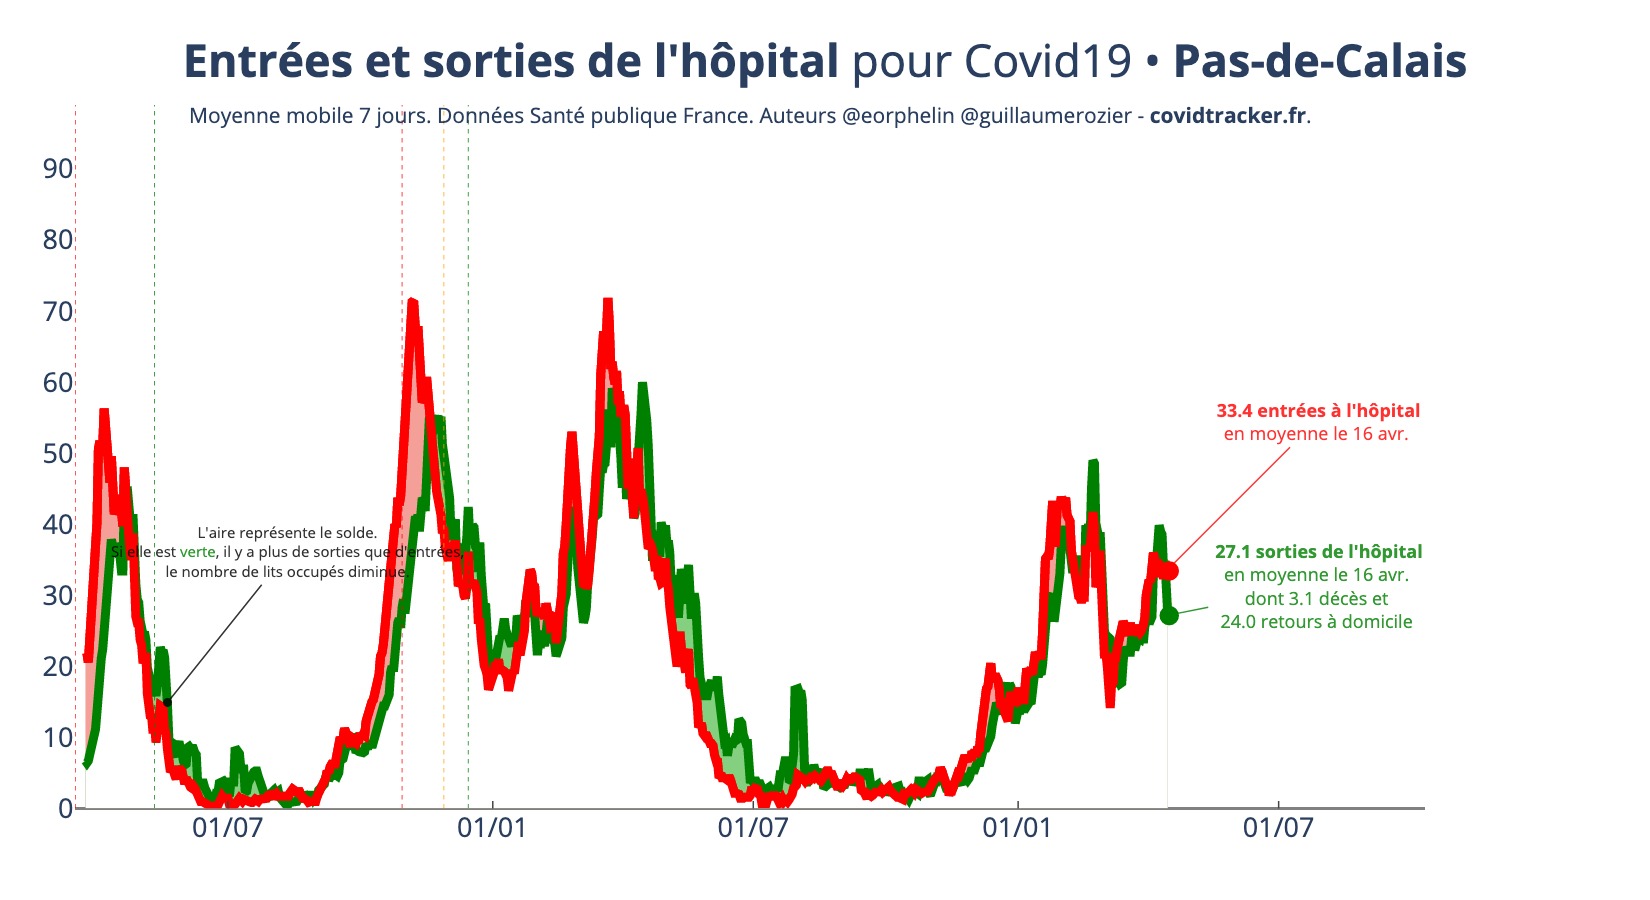 Entrées et sorties de l'hôpital pour Covid19 • Pas-de-Calais
Moyenne mobile 7 jours. Données Santé publique France. Auteurs @eorphelin @guillaumerozier - covidtracker.fr.
90
80
70
60
50
40
30
20
10
0
L'aire représente le solde.
Si elle est verte, il y a plus de sorties que d'entrées,
le nombre de lits occupés diminue.
33.4 entrées à l'hôpital
en moyenne le 16 avr.
27.1 sorties de l'hôpital
en moyenne le 16 avr.
dont 3.1 décès et
24.0 retours à domicile
01/07
01/01
01/07
01/01
01/07